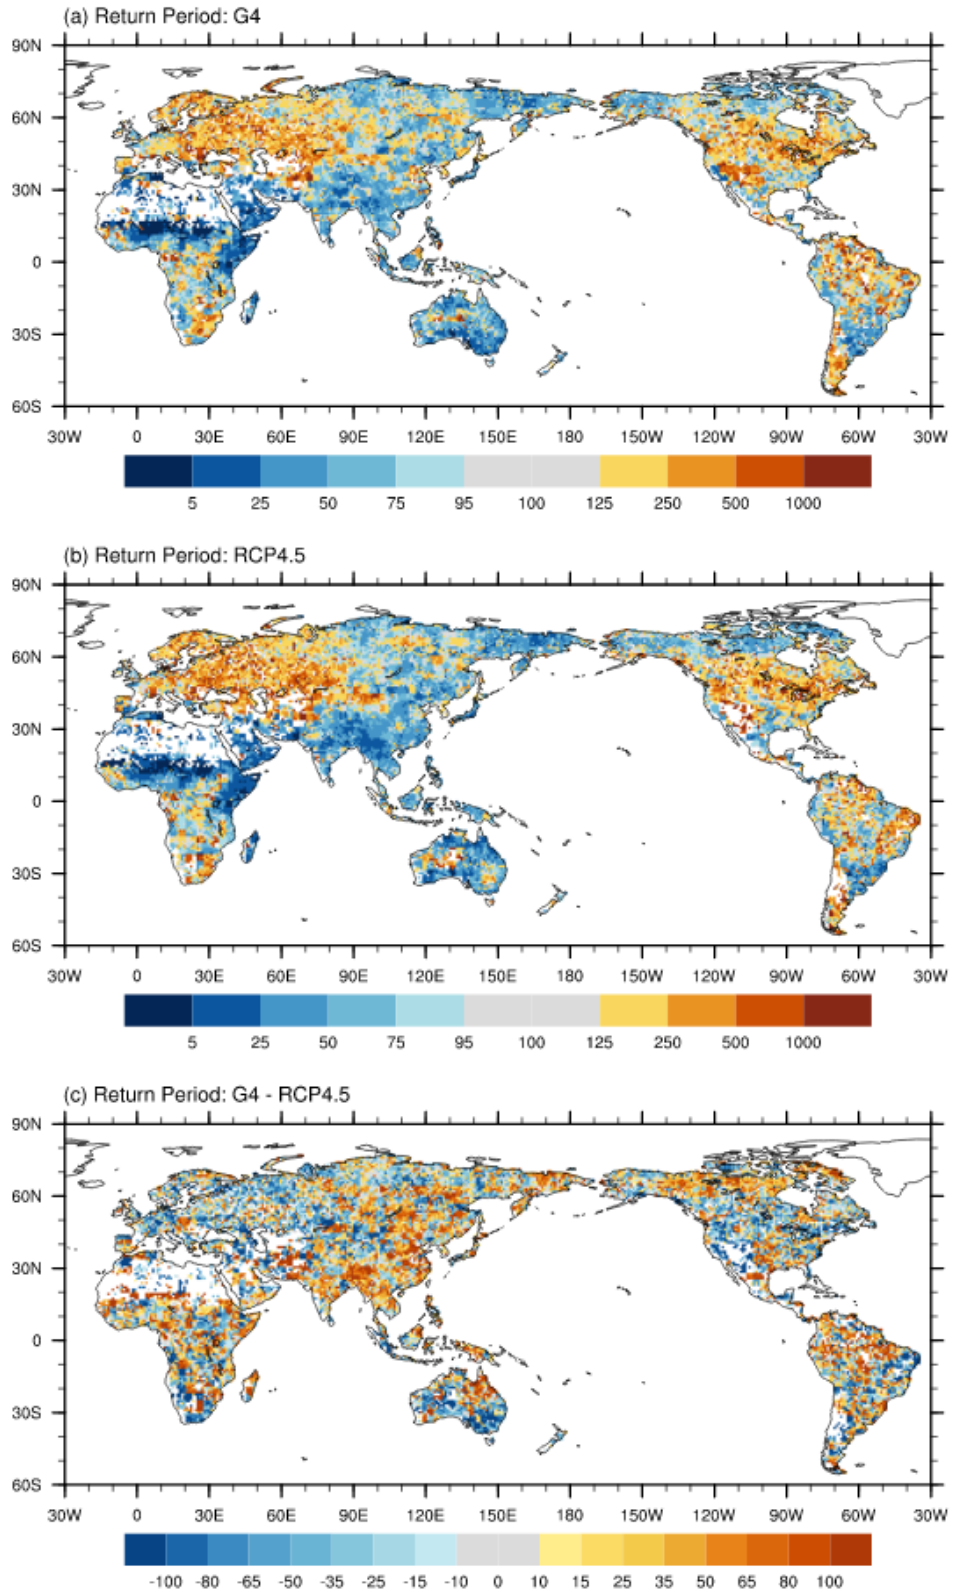 (a) Return Period: G4
90N
60N
30N
0
30S
60S
30W 0 30E 60E 90E 120E 150E 180 150W 120W 90W 60W 30W
5 25 50 75 95 100 125 250 500 1000
(b) Return Period: RCP4.5
90N
60N
30N
0
30S
60S
30W 0 30E 60E 90E 120E 150E 180 150W 120W 90W 60W 30W
5 25 50 75 95 100 125 250 500 1000
(c) Return Period: G4 - RCP4.5
90N
60N
30N
0
30S
60S
30W 0 30E 60E 90E 120E 150E 180 150W 120W 90W 60W 30W
-100 -80 -65 -50 -35 -25 -15 -10 0 10 15 25 35 50 65 80 100